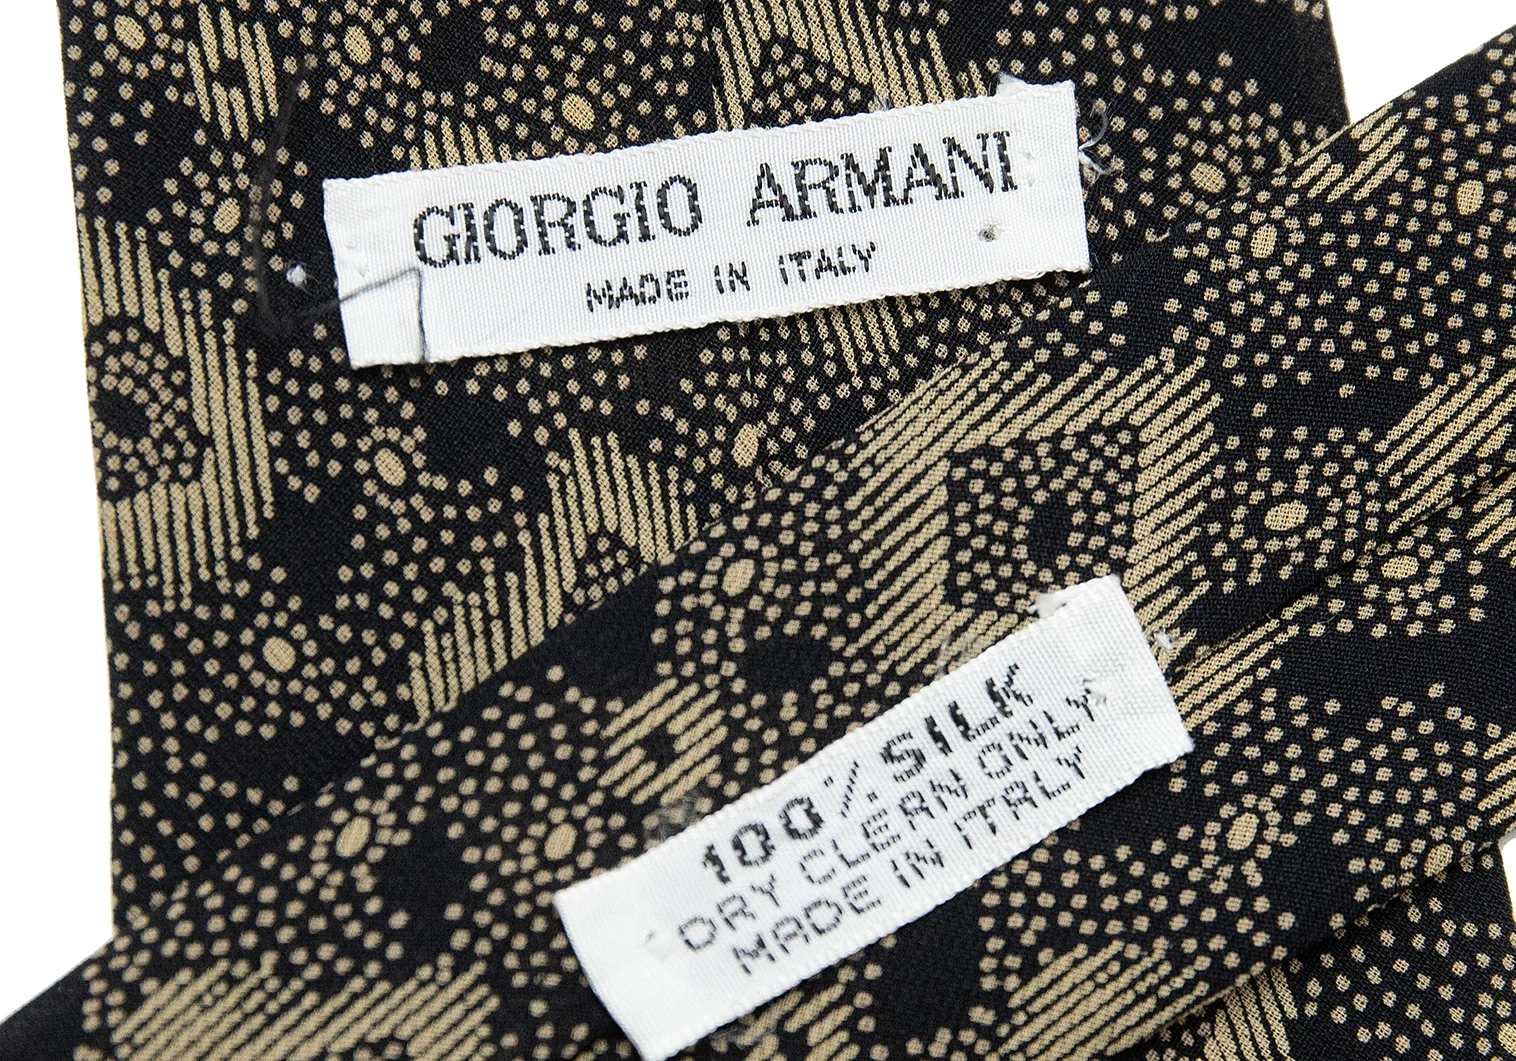 GIORGIO ARMANI
MADE IN ITALY
100% SILK
DRY CLEAN ONLY
MADE IN ITALY